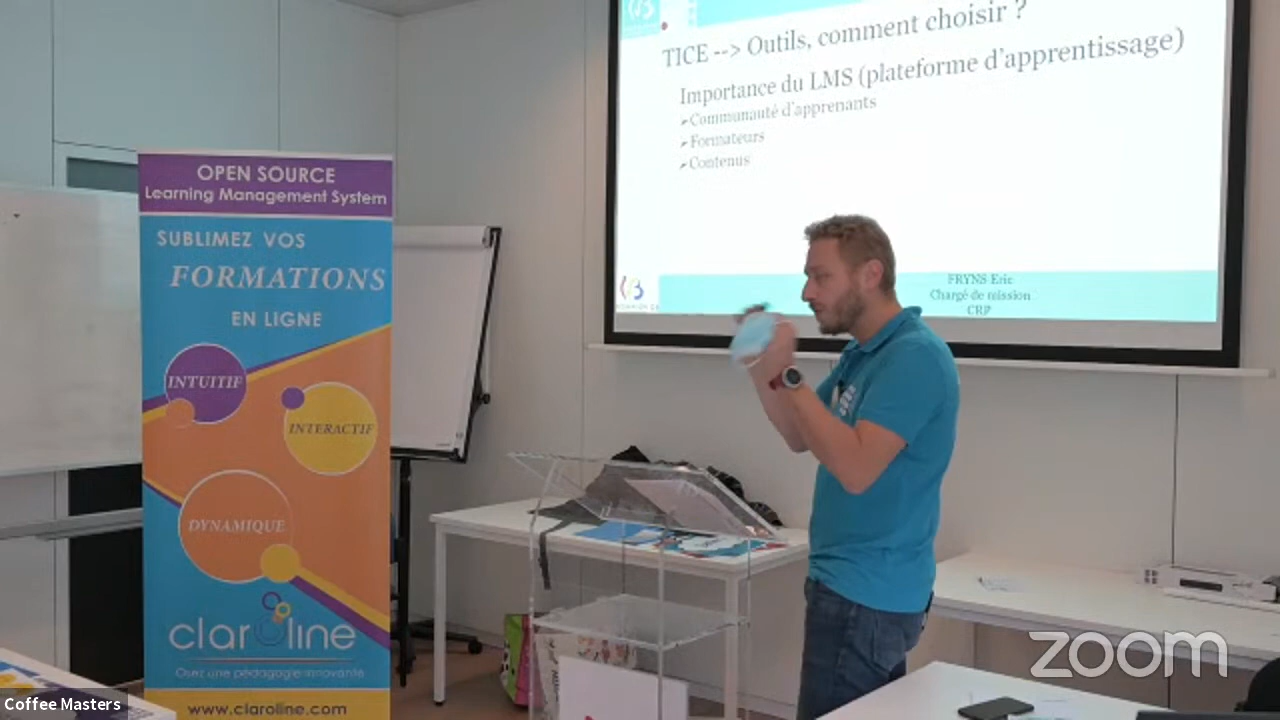 OPEN SOURCE
Learning Management System
SUBLIMEZ VOS
FORMATIONS
EN LIGNE
INTUITIF
INTERACTIF
DYNAMIQUE
claroline
Osez une pédagogie innovante
www.claroline.com
TICE --> Outils, comment choisir ?
Importance du LMS (plateforme d'apprentissage)
➢Communauté d'apprenants
➢Formateurs
➢Contenus
FRYNS Eric
Chargé de mission
CRP
Coffee Masters
zoom